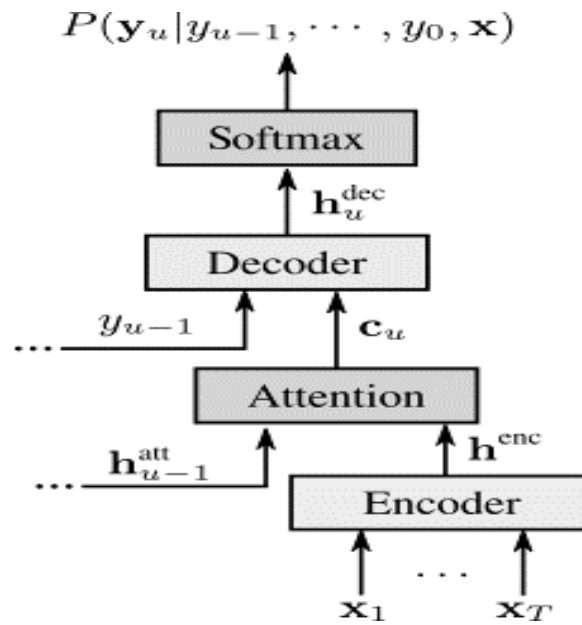 P(y_u|y_{u−1}, ⋯ , y_0, x)
Softmax
h_u^{dec}
Decoder
y_{u−1}
c_u
...
Attention
h_{u−1}^{att}
h^{enc}
...
Encoder
x_1 ⋯ x_T